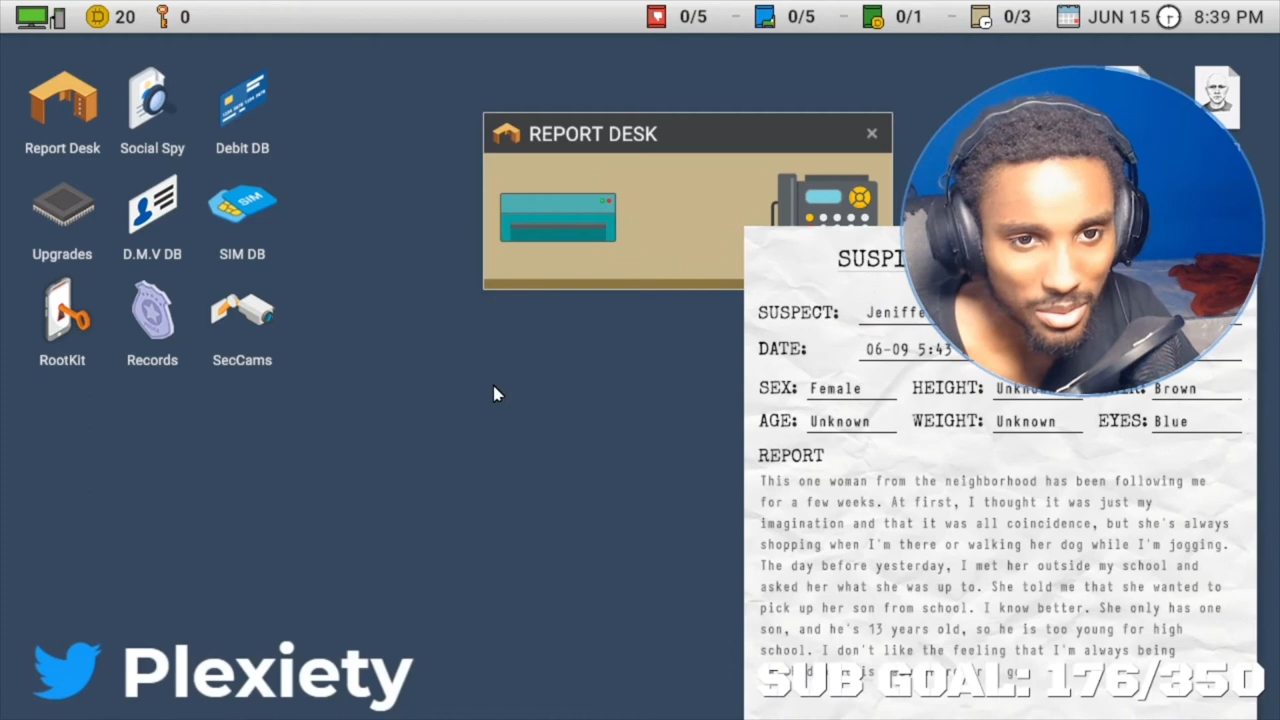 20 0 0/5 - 0/5 - 0/1 - 0/3 JUN 15 8:39 PM
Report Desk Social Spy Debit DB
Upgrades D.M.V DB SIM DB
RootKit Records SecCams
REPORT DESK
SUSPECT: Jeniffe
DATE: 06-09 5:43
SEX: Female HEIGHT: Brown
AGE: Unknown WEIGHT: Unknown EYES: Blue
REPORT
This one woman from the neighborhood has been following me
for a few weeks. At first, I thought it was just my
imagination and that it was all coincidence, but she's always
shopping when I'm there or walking her dog while I'm jogging.
The day before yesterday, I met her outside my school and
asked her what she was up to. She told me that she wanted to
pick up her son from school. I know better. She only has one
son, and he's 13 years old, so he is too young for high
school. I don't like the feeling that I'm always being
Plexiety
SUB GOAL: 176/350